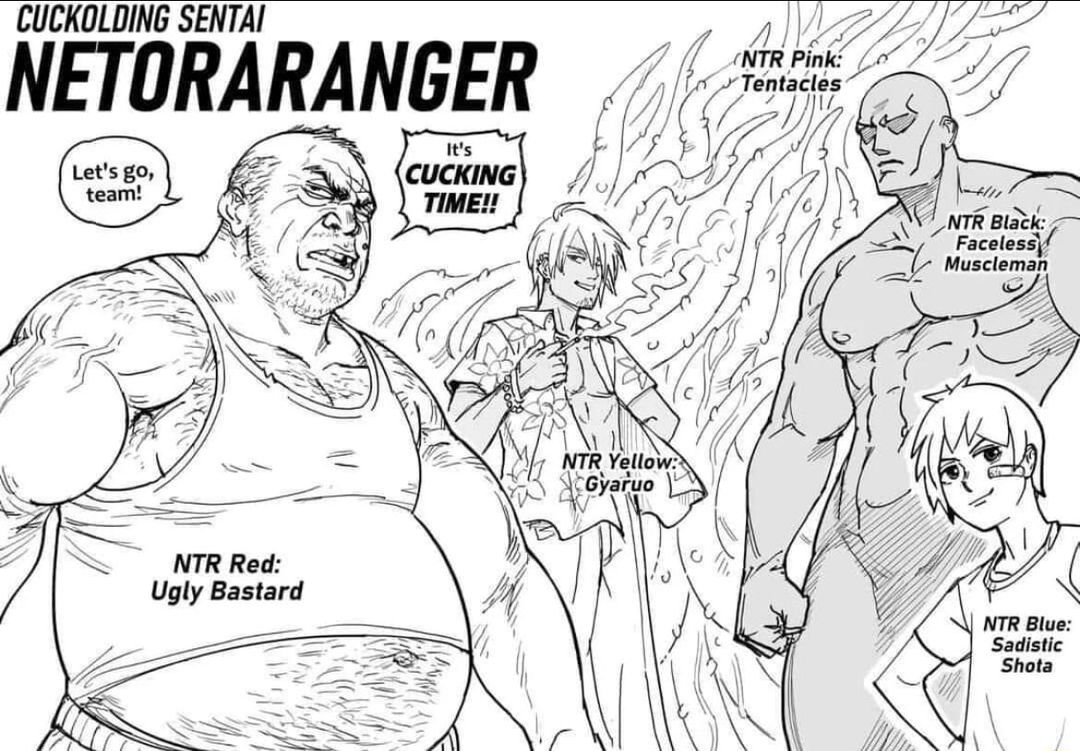 CUCKOLDING SENTAI
NETORARANGER
Let's go,
team!
It's
CUCKING
TIME!!
NTR Pink:
Tentacles
NTR Black:
Faceless
Muscleman
NTR Yellow:
Gyaruo
NTR Red:
Ugly Bastard
NTR Blue:
Sadistic
Shota